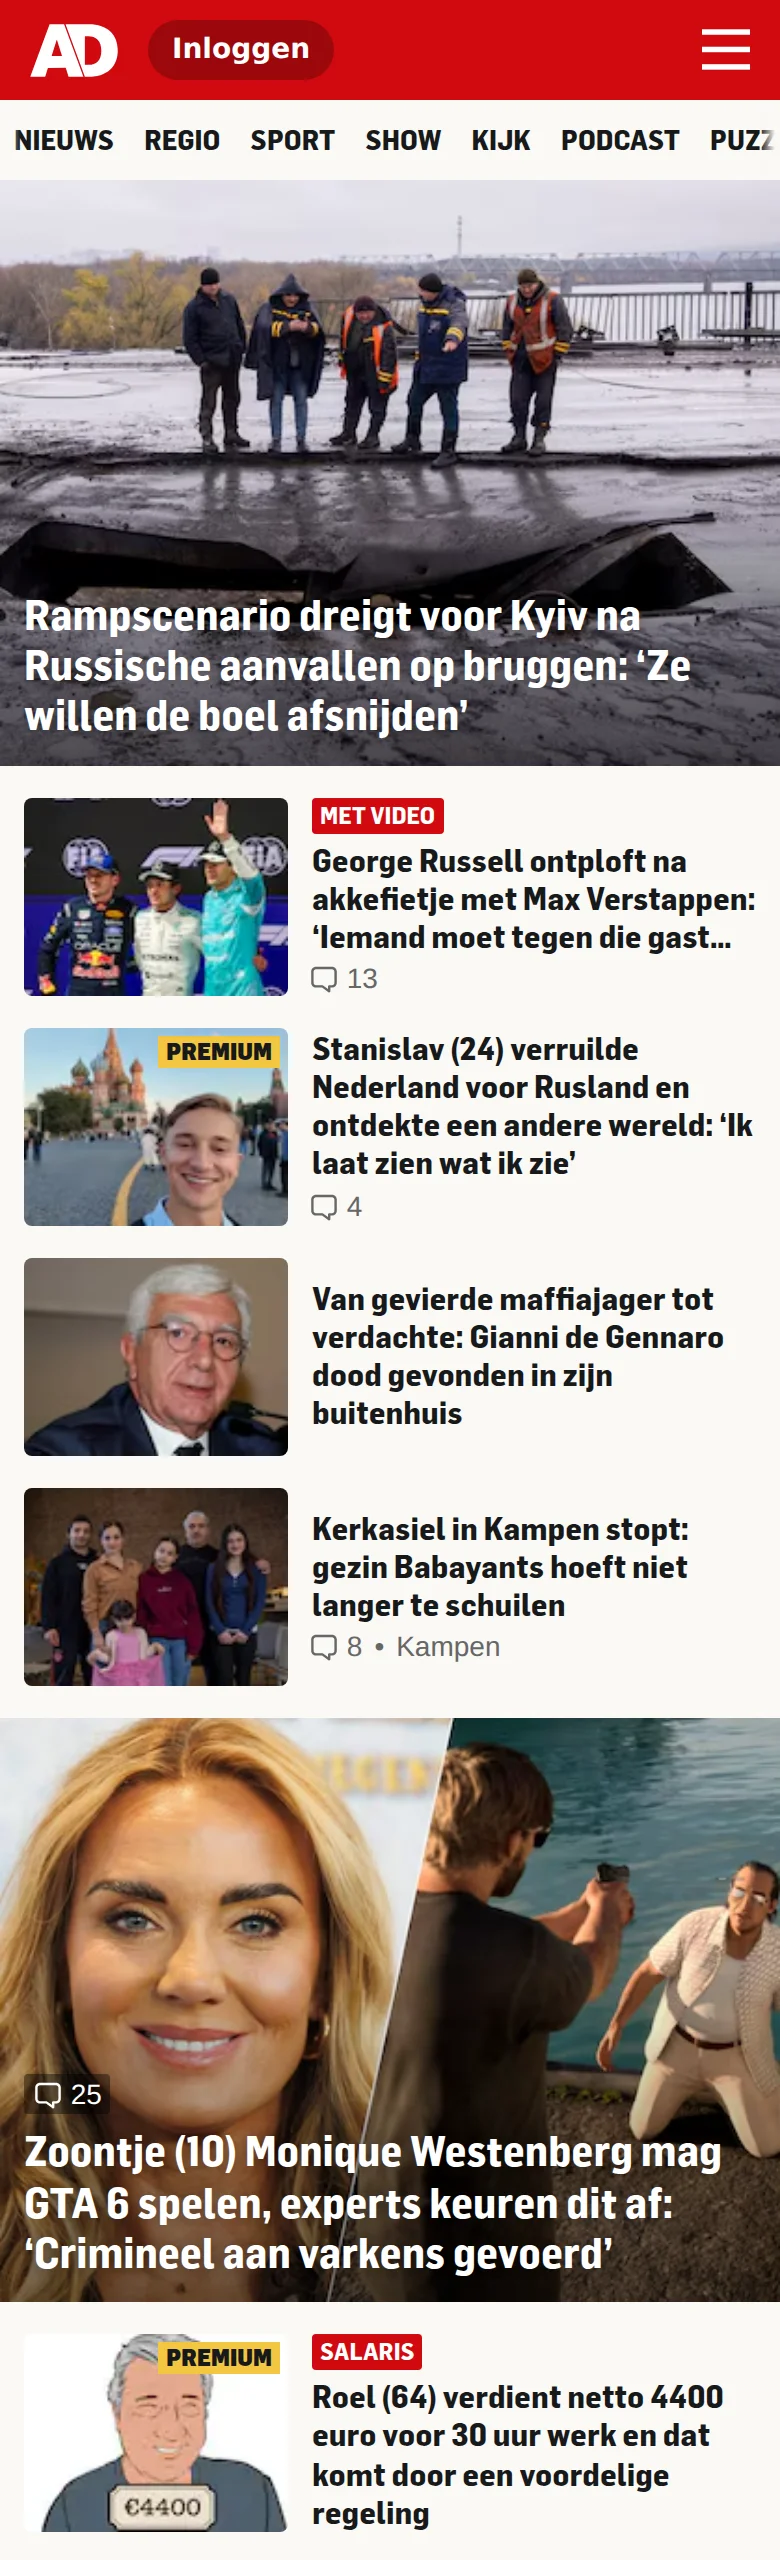 AD Inloggen
NIEUWS REGIO SPORT SHOW KIJK PODCAST PUZZ
Rampscenario dreigt voor Kyiv na
Russische aanvallen op bruggen: ‘Ze
willen de boel afsnijden’
MET VIDEO
George Russell ontploft na
akkefietje met Max Verstappen:
‘Iemand moet tegen die gast...
13
PREMIUM
Stanislav (24) verruilde
Nederland voor Rusland en
ontdekte een andere wereld: ‘Ik
laat zien wat ik zie’
4
Van gevierde maffiajager tot
verdachte: Gianni de Gennaro
dood gevonden in zijn
buitenhuis
Kerkasiel in Kampen stopt:
gezin Babayants hoeft niet
langer te schuilen
8 • Kampen
25
Zoontje (10) Monique Westenberg mag
GTA 6 spelen, experts keuren dit af:
‘Crimineel aan varkens gevoerd’
PREMIUM
€4400
SALARIS
Roel (64) verdient netto 4400
euro voor 30 uur werk en dat
komt door een voordelige
regeling